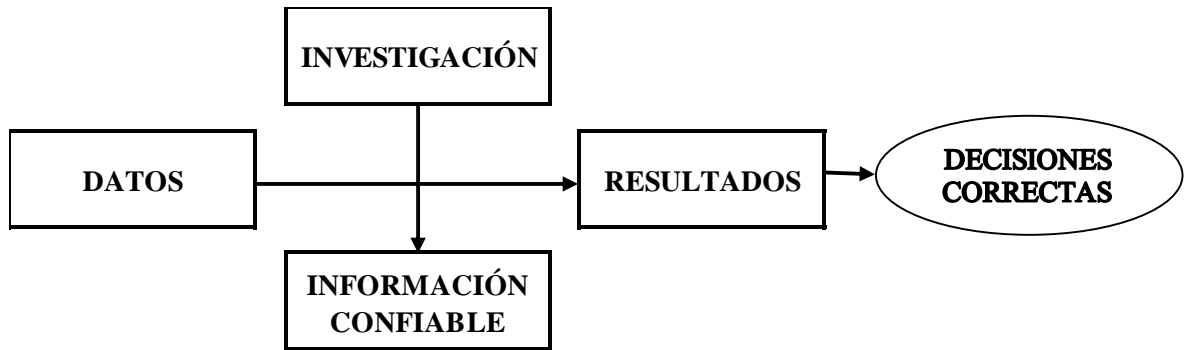 INVESTIGACIÓN
DATOS
RESULTADOS
DECISIONES
CORRECTAS
INFORMACIÓN
CONFIABLE